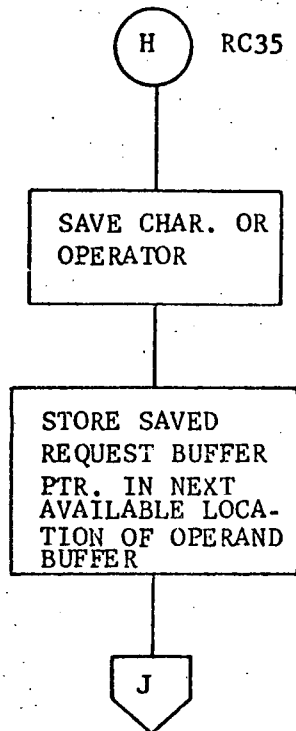 H RC35
SAVE CHAR. OR
OPERATOR
STORE SAVED
REQUEST BUFFER
PTR. IN NEXT
AVAILABLE LOCA-
TION OF OPERAND
BUFFER
J